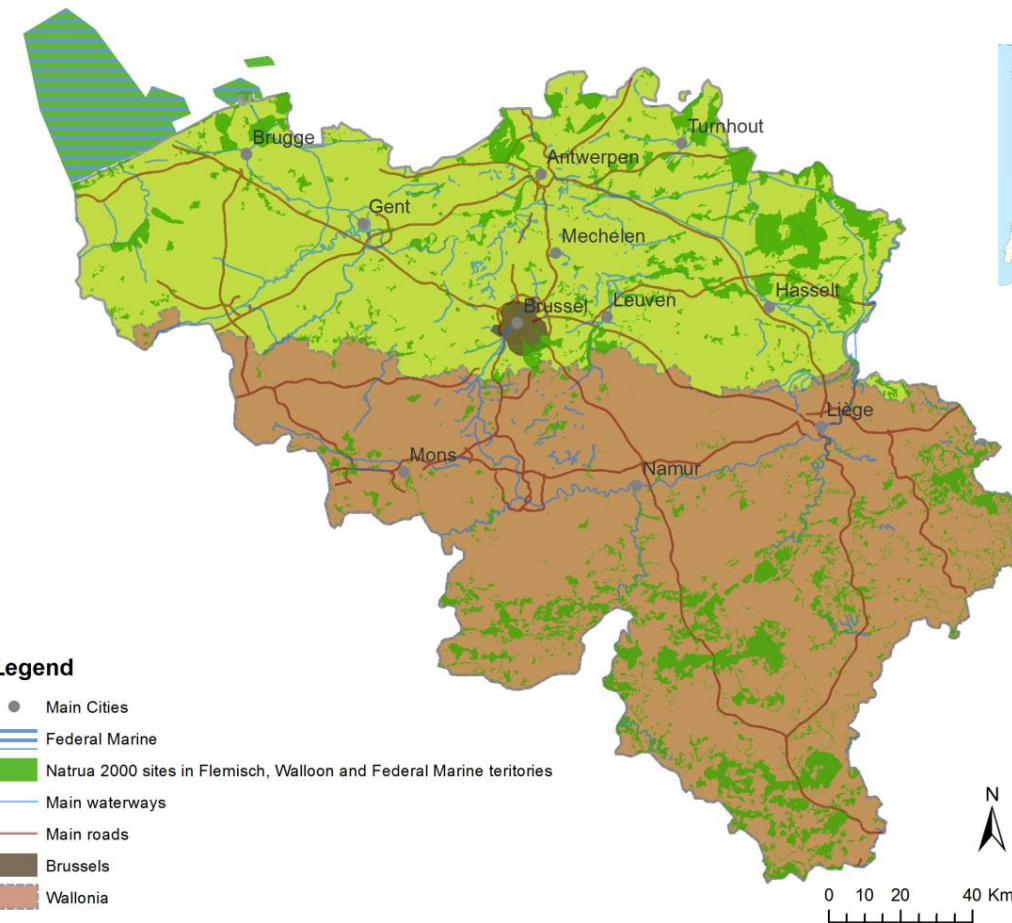 Turnhout
Brugge
Antwerpen
Gent
Mechelen
Hasselt
Brussel
Leuven
Liège
Mons
Namur
Legend
Main Cities
Federal Marine
Natrua 2000 sites in Flemisch, Walloon and Federal Marine teritories
Main waterways
Main roads
Brussels
Wallonia
N
0 10 20 40 Km